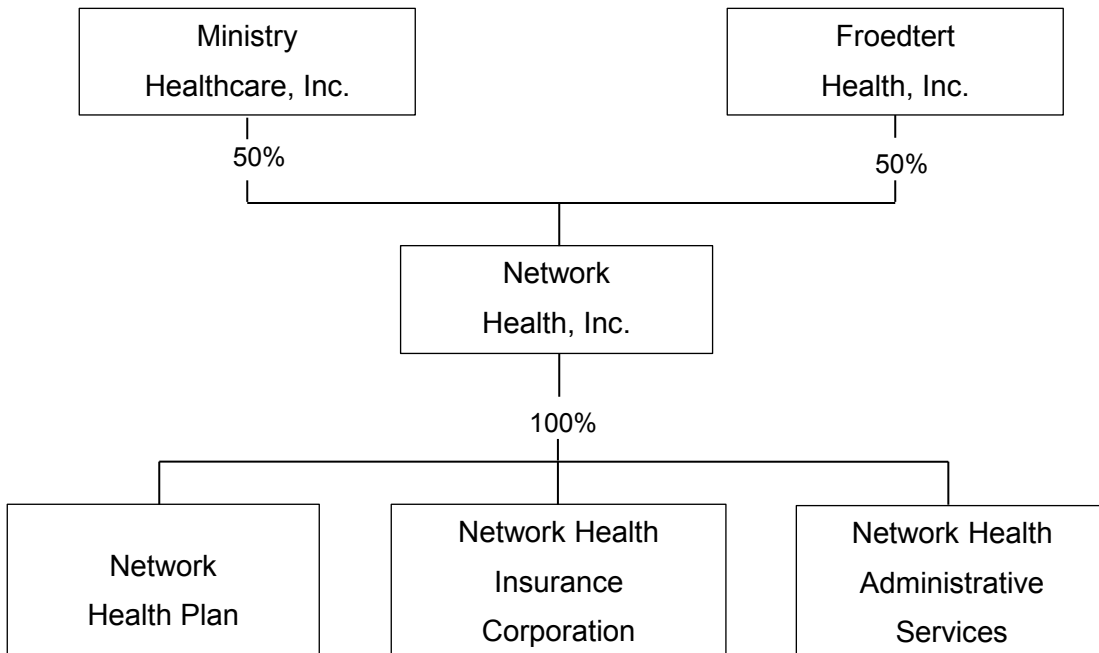 Ministry
Healthcare, Inc.
Froedtert
Health, Inc.
50%
50%
Network
Health, Inc.
100%
Network
Health Plan
Network Health
Insurance
Corporation
Network Health
Administrative
Services